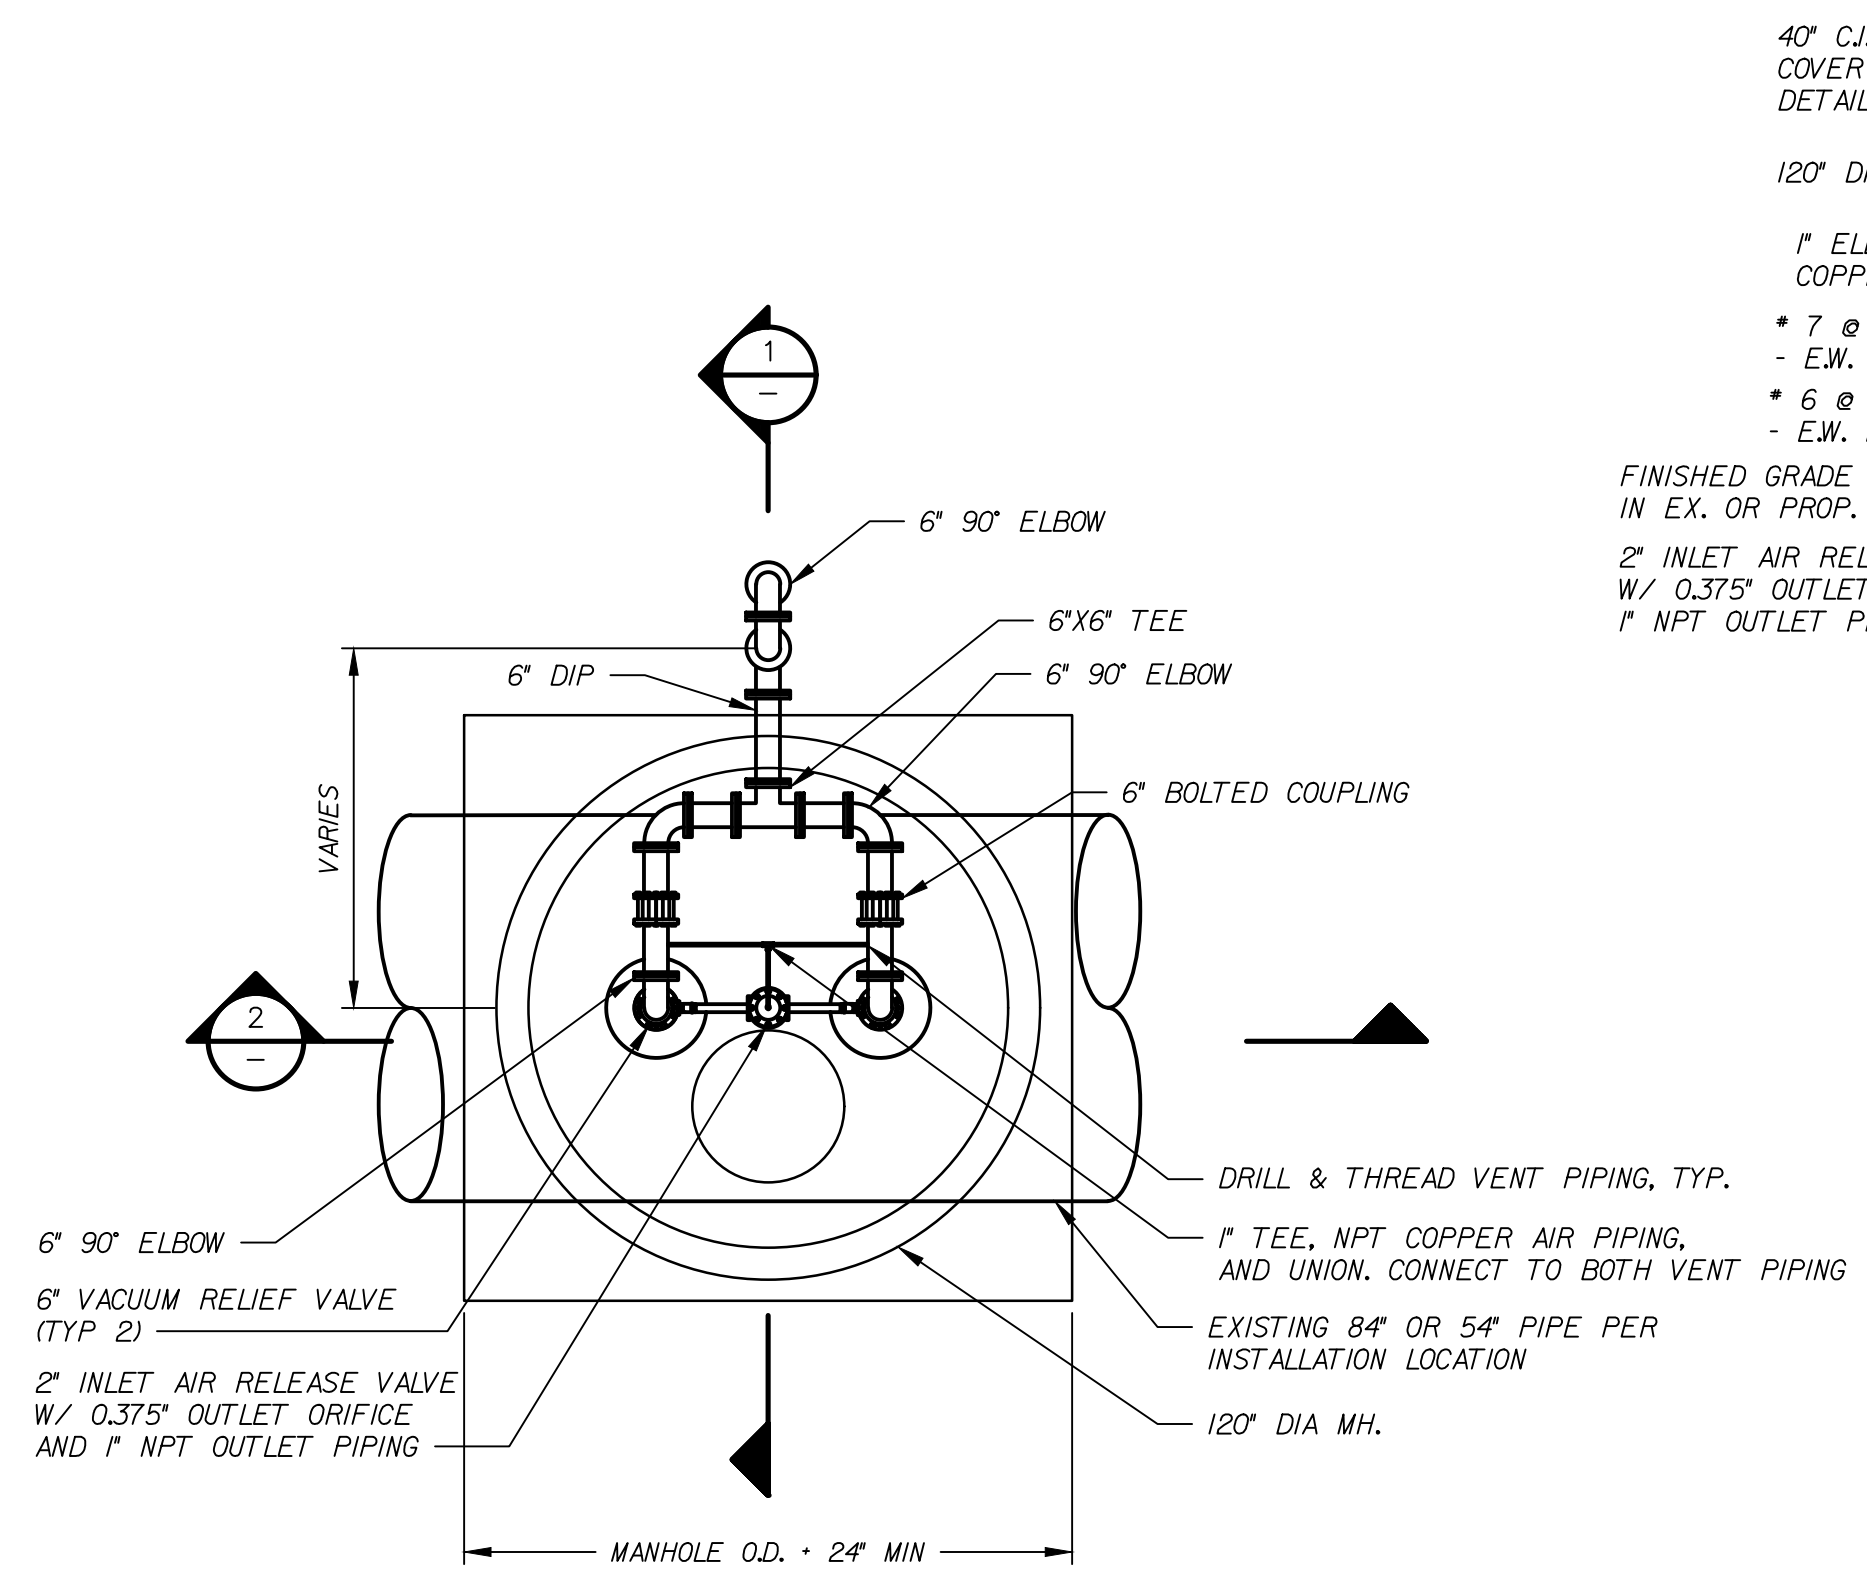 40" C.I.
COVER
DETAIL
120"
1"
COPP
# 7 @
- E.W.
# 6 @
- E.W.
FINISHED GRADE
IN EX. OR PROP.
2" INLET AIR REL
W/ 0.375" OUTLET
1" NPT OUTLET
1
-
6" 90° ELBOW
6"X6" TEE
6" DIP
6" 90° ELBOW
6" BOLTED COUPLING
VARIES
2
-
DRILL & THREAD VENT PIPING, TYP.
1" TEE, NPT COPPER AIR PIPING,
AND UNION. CONNECT TO BOTH VENT PIPING
EXISTING 84" OR 54" PIPE PER
INSTALLATION LOCATION
120" DIA MH.
6" 90° ELBOW
6" VACUUM RELIEF VALVE
(TYP 2)
2" INLET AIR RELEASE VALVE
W/ 0.375" OUTLET ORIFICE
AND 1" NPT OUTLET PIPING
MANHOLE O.D. + 24" MIN